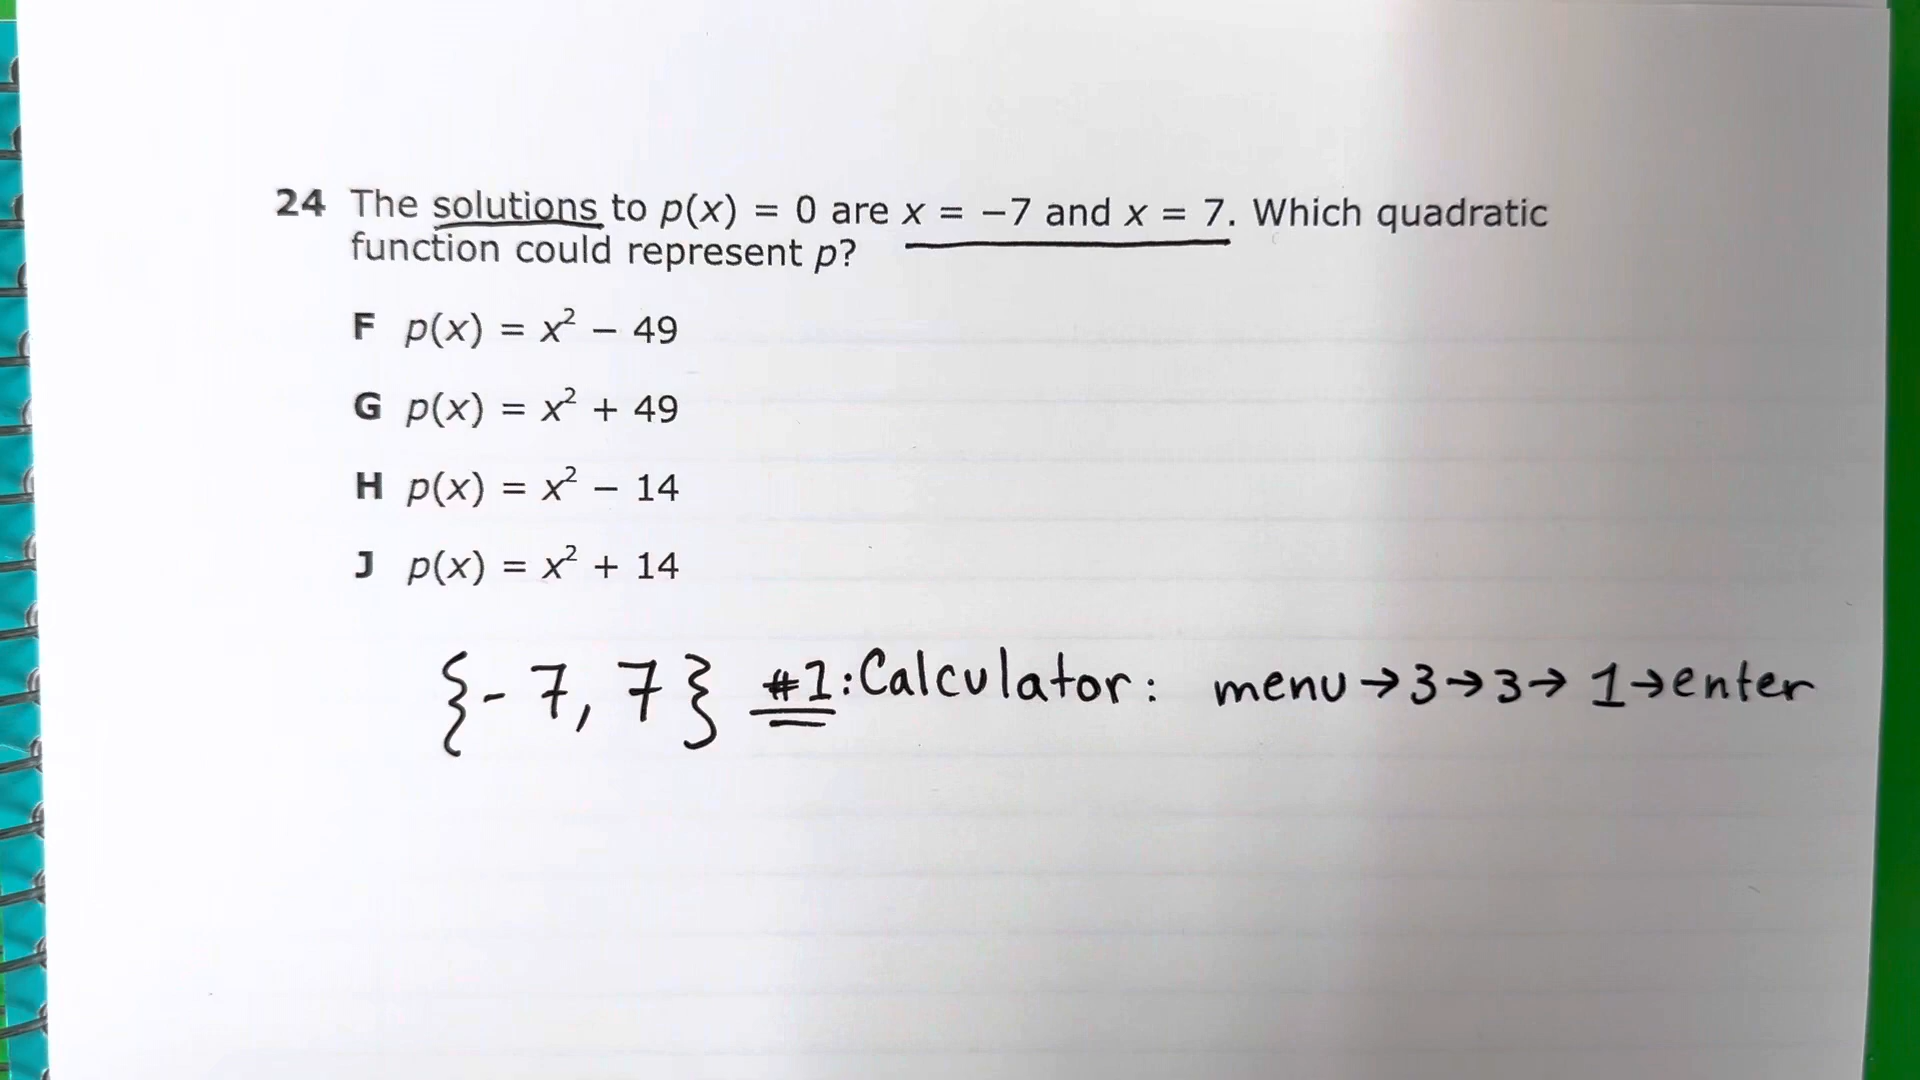 24 The solutions to p(x) = 0 are x = −7 and x = 7. Which quadratic
function could represent p?
F p(x) = x² − 49
G p(x) = x² + 49
H p(x) = x² − 14
J p(x) = x² + 14
{-7, 7} #1: Calculator: menu→3→3→1→enter